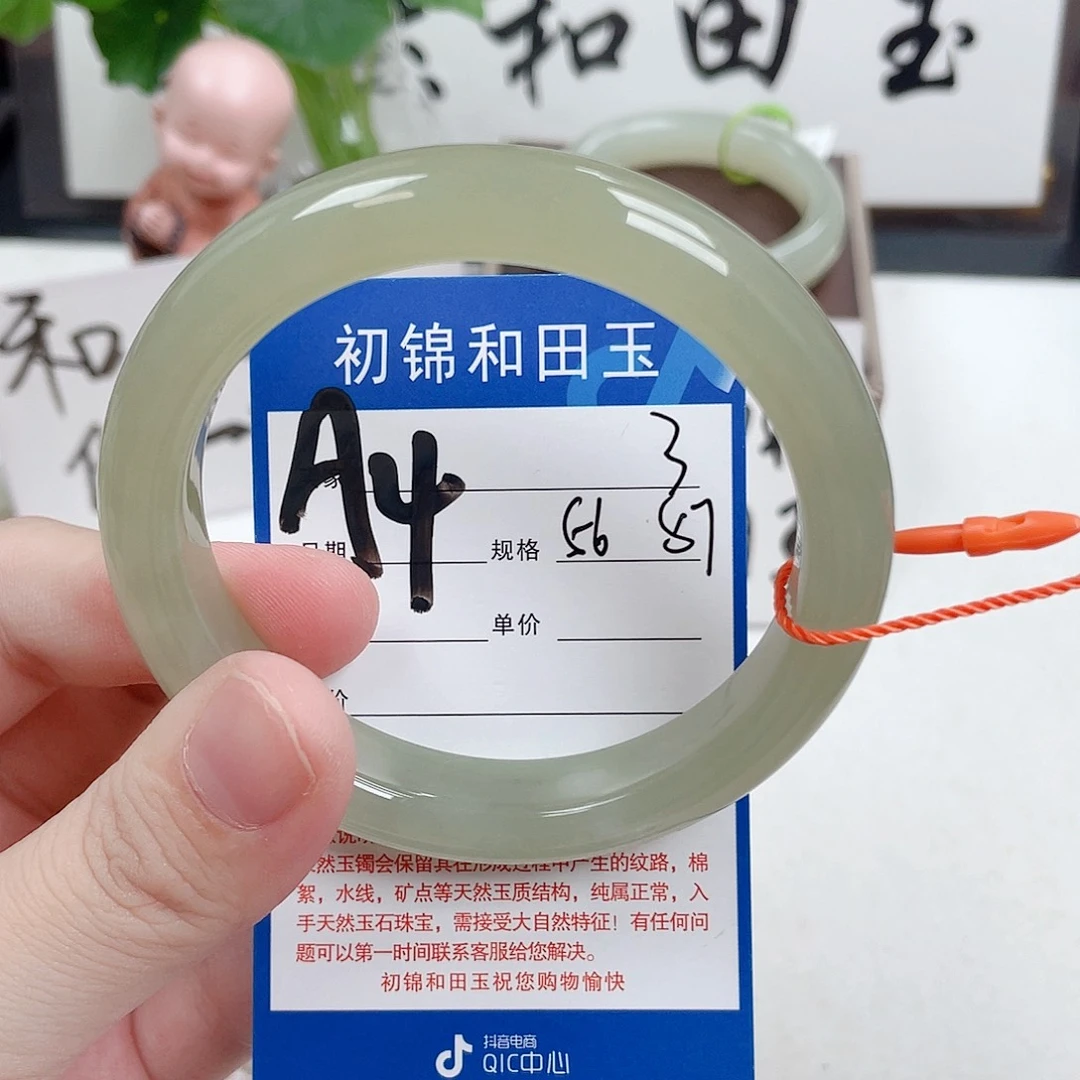 和田玉
和
初锦和田玉
A4
3
日期
规格 56 57
单价
价
然玉镯会保留其在形成过程中产生的纹路，棉
絮，水线，矿点等天然玉质结构，纯属正常，入
手天然玉石珠宝，需接受大自然特征！有任何问
题可以第一时间联系客服给您解决。
初锦和田玉祝您购物愉快
抖音电商
QIC中心